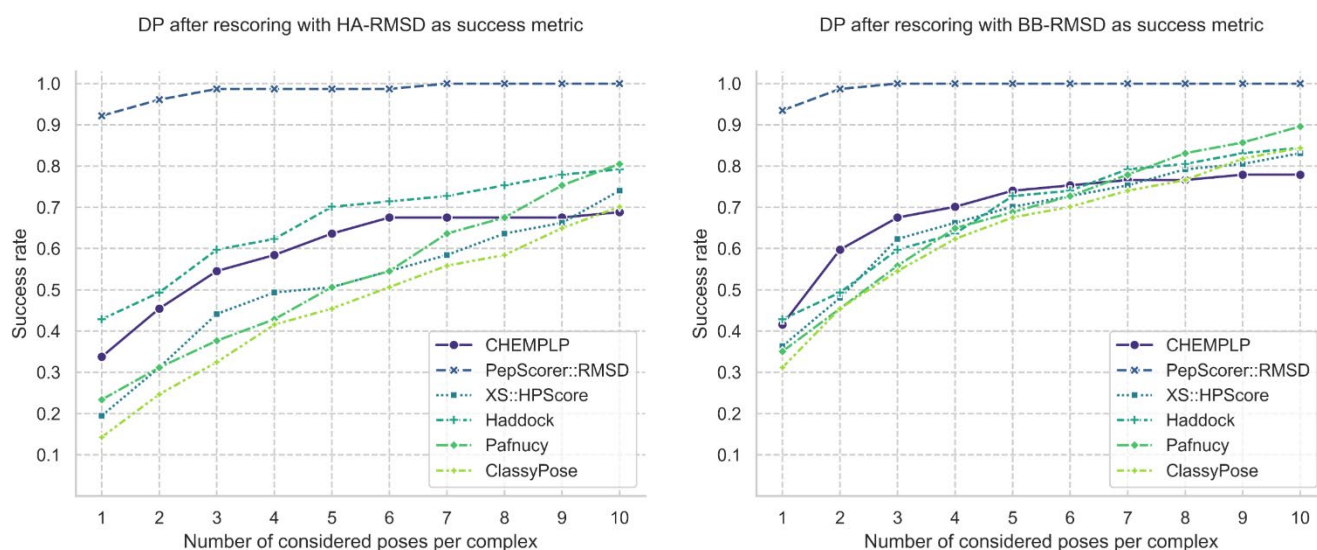 DP after rescoring with HA-RMSD as success metric
Success rate
1.0
0.9
0.8
0.7
0.6
0.5
0.4
0.3
0.2
0.1
CHEMPLP
PepScorer::RMSD
XS::HPScore
Haddock
Pafnucy
ClassyPose
1 2 3 4 5 6 7 8 9 10
Number of considered poses per complex
DP after rescoring with BB-RMSD as success metric
Success rate
1.0
0.9
0.8
0.7
0.6
0.5
0.4
0.3
0.2
0.1
CHEMPLP
PepScorer::RMSD
XS::HPScore
Haddock
Pafnucy
ClassyPose
1 2 3 4 5 6 7 8 9 10
Number of considered poses per complex